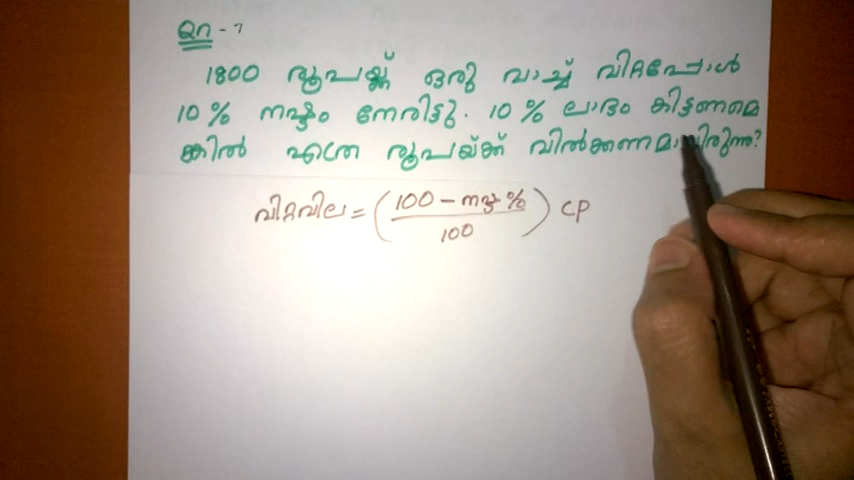 Qn - 7
1800 രൂപയ്ക്ക് ഒരു വാച്ച് വിറ്റപ്പോൾ
10 % നഷ്ടം നേരിട്ടു. 10 % ലാഭം കിട്ടണമെ
ങ്കിൽ എത്ര രൂപയ്ക്ക് വിൽക്കണമായിരുന്നു?
വിറ്റവില = ( 100 - നഷ്ട % / 100 ) CP